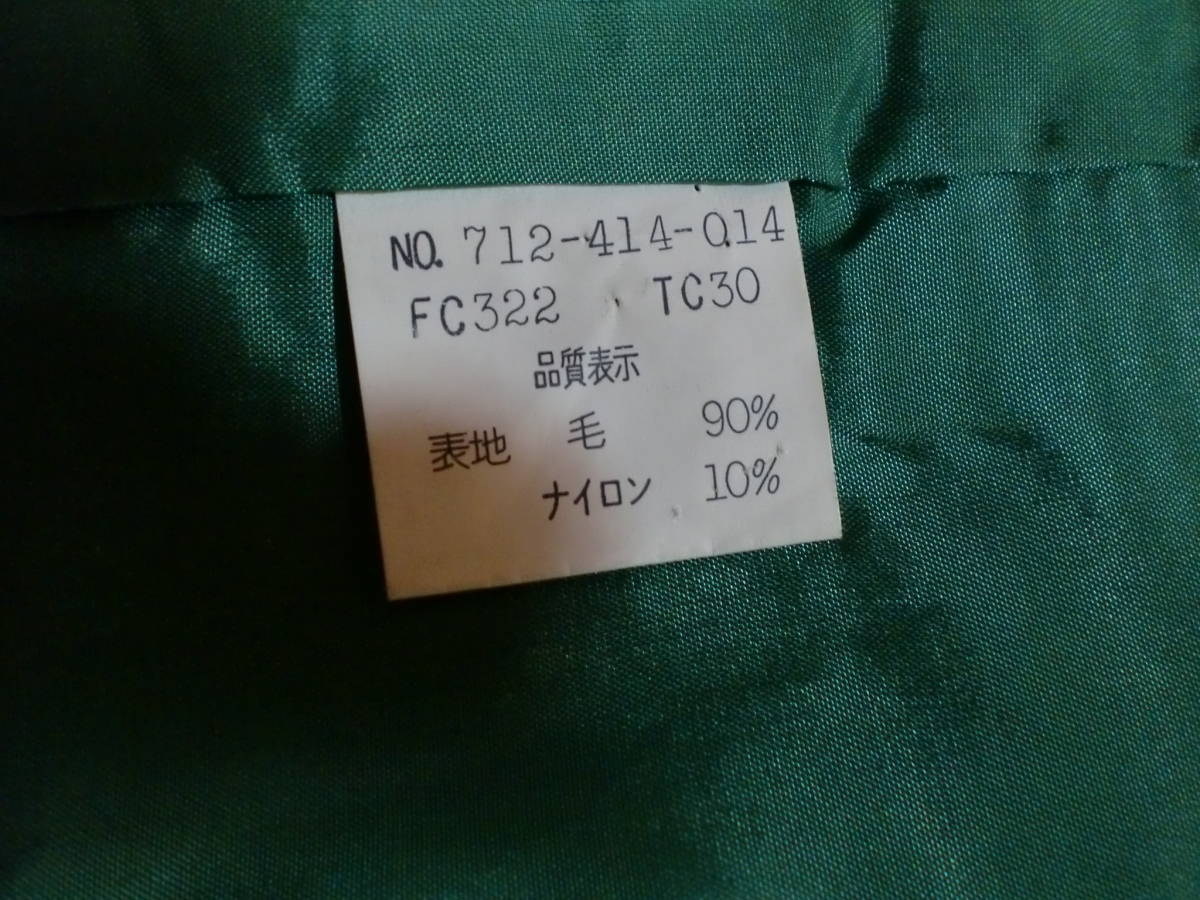 NO. 712-414-014
FC322 TC30
品質表示
表地 毛 90%
ナイロン 10%